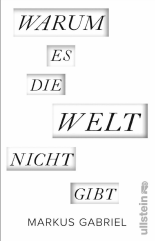 WARUM
ES
DIE
WELT
NICHT
GIBT
MARKUS GABRIEL
ullstein